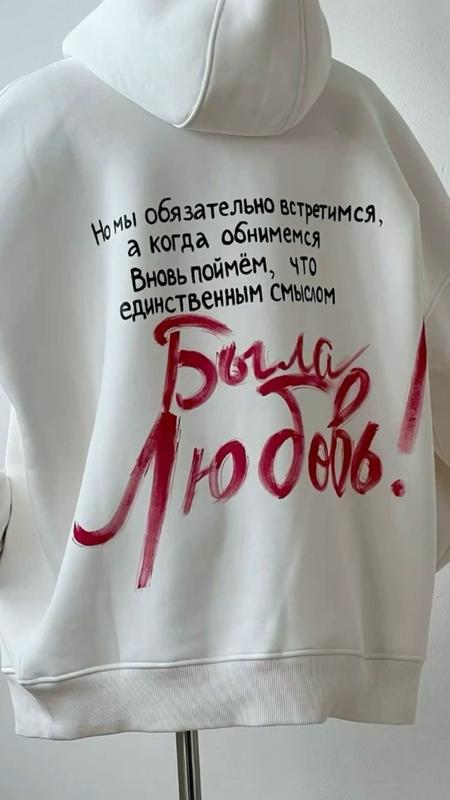 Но мы обязательно встретимся,
а когда обнимемся
Вновь поймём, что
единственным смыслом
Была
Любовь!